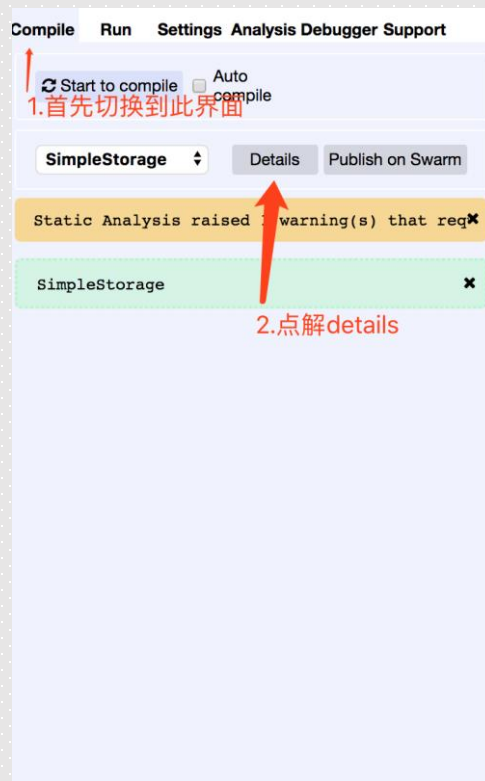 Compile Run Settings Analysis Debugger Support
Start to compile Auto compile
1.首先切换到此界面
SimpleStorage Details Publish on Swarm
Static Analysis raised warning(s) that req
SimpleStorage
2.点解details